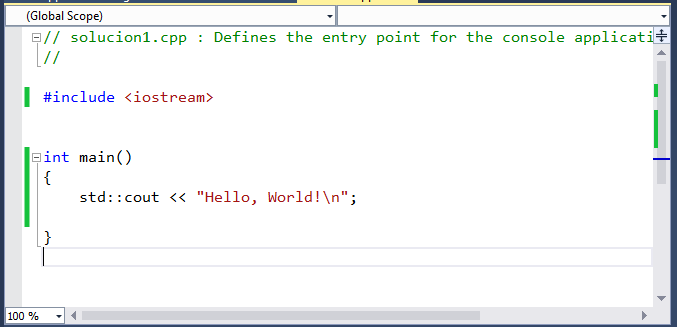 (Global Scope)
// solucion1.cpp : Defines the entry point for the console applicati
//
#include <iostream>
int main()
{
    std::cout << "Hello, World!\n";
}
100 %